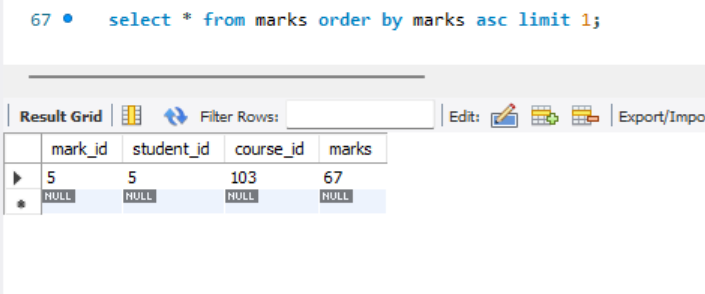 67 select * from marks order by marks asc limit 1;
Result Grid Filter Rows: Edit: Export/Impo
mark_id student_id course_id marks
5 5 103 67
NULL NULL NULL NULL